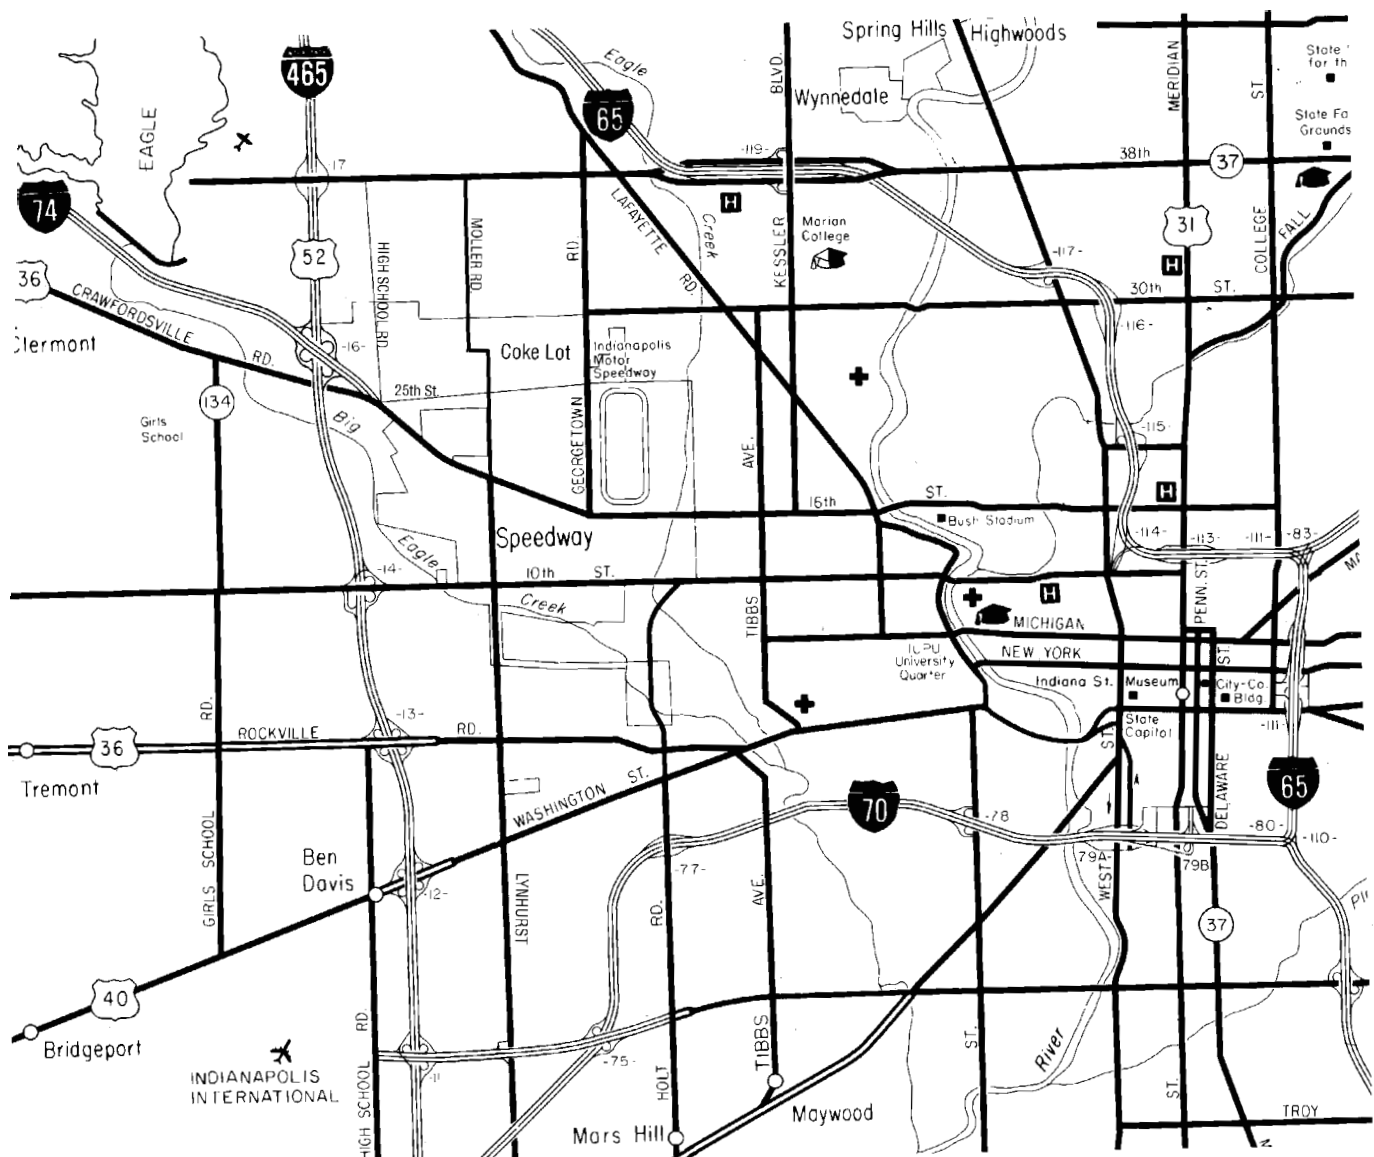 Spring Hills
Highwoods
465
Eagle
BLVD.
MERIDIAN
ST.
State
for th
65
Wynnedale
EAGLE
State Fa
Grounds
-17
-119-
38th
37
74
LAFAYETTE
RD.
Creek
Marian
College
KESSLER
31
COLLEGE
FALL
52
HIGH SCHOOL RD.
MOLLER RD.
RD.
-117-
36
CRAWFORDSVILLE
RD.
30th
ST.
-116-
Clermont
-16-
Coke Lot
Indianapolis
Motor
Speedway
25th St.
134
Girls
School
Big
GEORGETOWN
AVE.
-115-
16th
ST.
Bush Stadium
Speedway
-114-
-113-
-111-
-83-
Eagle
-14-
10th
ST.
Creek
TIBBS
PENN. ST.
MICHIGAN
IUPU
University
Quarter
NEW YORK
ST.
Indiana St.
Museum
City-Co.
Bldg.
RD.
-13-
State
Capitol
ST.
-111-
36
ROCKVILLE
RD.
Tremont
WASHINGTON
ST.
70
65
DELAWARE
-78
-80-
-110-
GIRLS SCHOOL
Ben
Davis
-12-
LYNHURST
-77-
RD.
AVE.
79A
WEST
79B
37
40
Bridgeport
RD.
INDIANAPOLIS
INTERNATIONAL
HIGH SCHOOL
-11
-75-
HOLT
TIBBS
ST.
River
ST.
Mars Hill
Maywood
TROY